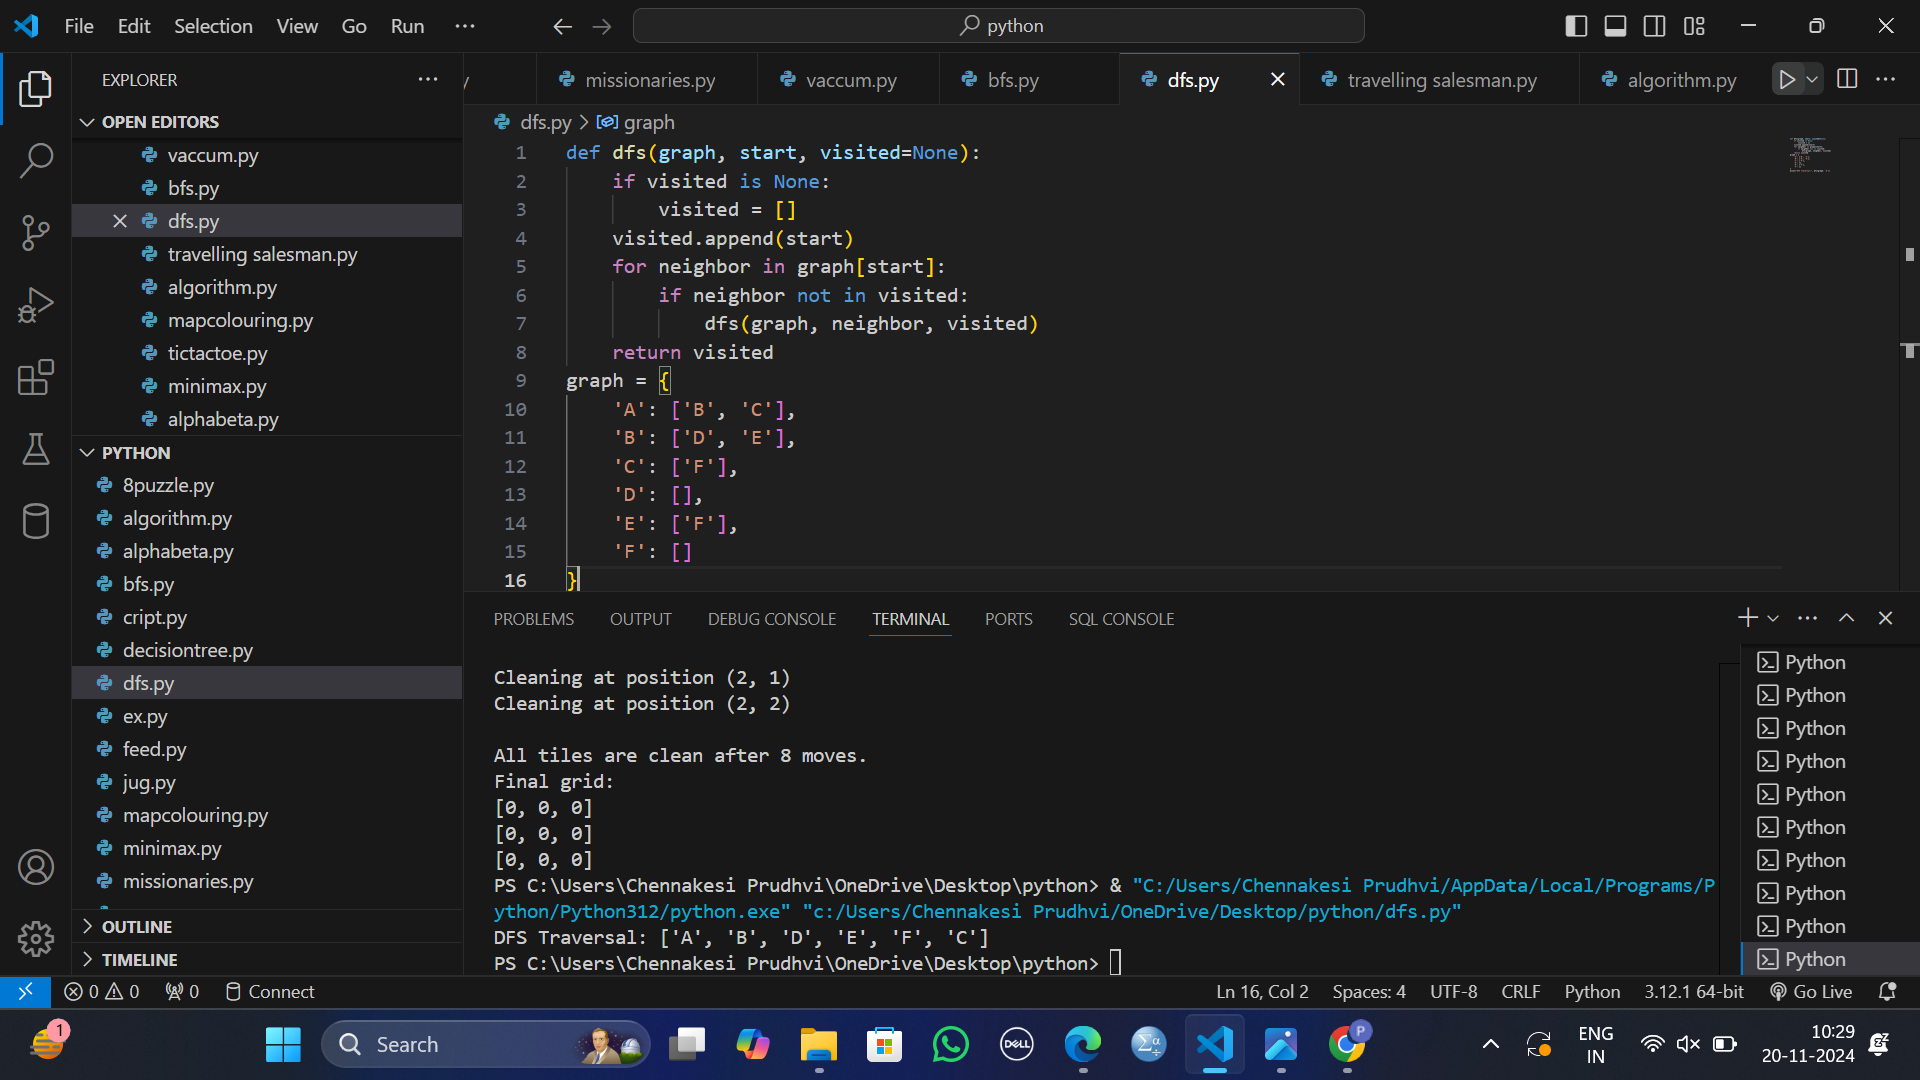 File Edit Selection View Go Run ···
python
EXPLORER
OPEN EDITORS
vaccum.py
bfs.py
dfs.py
travelling salesman.py
algorithm.py
mapcolouring.py
tictactoe.py
minimax.py
alphabeta.py
PYTHON
8puzzle.py
algorithm.py
alphabeta.py
bfs.py
cript.py
decisiontree.py
dfs.py
ex.py
feed.py
jug.py
mapcolouring.py
minimax.py
missionaries.py
OUTLINE
TIMELINE
missionaries.py vaccum.py bfs.py dfs.py travelling salesman.py algorithm.py
dfs.py > graph
1 def dfs(graph, start, visited=None):
2 if visited is None:
3 visited = []
4 visited.append(start)
5 for neighbor in graph[start]:
6 if neighbor not in visited:
7 dfs(graph, neighbor, visited)
8 return visited
9 graph = {
10 'A': ['B', 'C'],
11 'B': ['D', 'E'],
12 'C': ['F'],
13 'D': [],
14 'E': ['F'],
15 'F': []
16 }
PROBLEMS OUTPUT DEBUG CONSOLE TERMINAL PORTS SQL CONSOLE
Cleaning at position (2, 1)
Cleaning at position (2, 2)
All tiles are clean after 8 moves.
Final grid:
[0, 0, 0]
[0, 0, 0]
[0, 0, 0]
PS C:\Users\Chennakesi Prudhvi\OneDrive\Desktop\python> & "C:/Users/Chennakesi Prudhvi/AppData/Local/Programs/P
ython/Python312/python.exe" "c:/Users/Chennakesi Prudhvi/OneDrive/Desktop/python/dfs.py"
DFS Traversal: ['A', 'B', 'D', 'E', 'F', 'C']
PS C:\Users\Chennakesi Prudhvi\OneDrive\Desktop\python>
Python
Python
Python
Python
Python
Python
Python
Python
Python
Python
0 0 0 Connect Ln 16, Col 2 Spaces: 4 UTF-8 CRLF Python 3.12.1 64-bit Go Live
1
Search
DELL
P
ENG
IN
10:29
20-11-2024